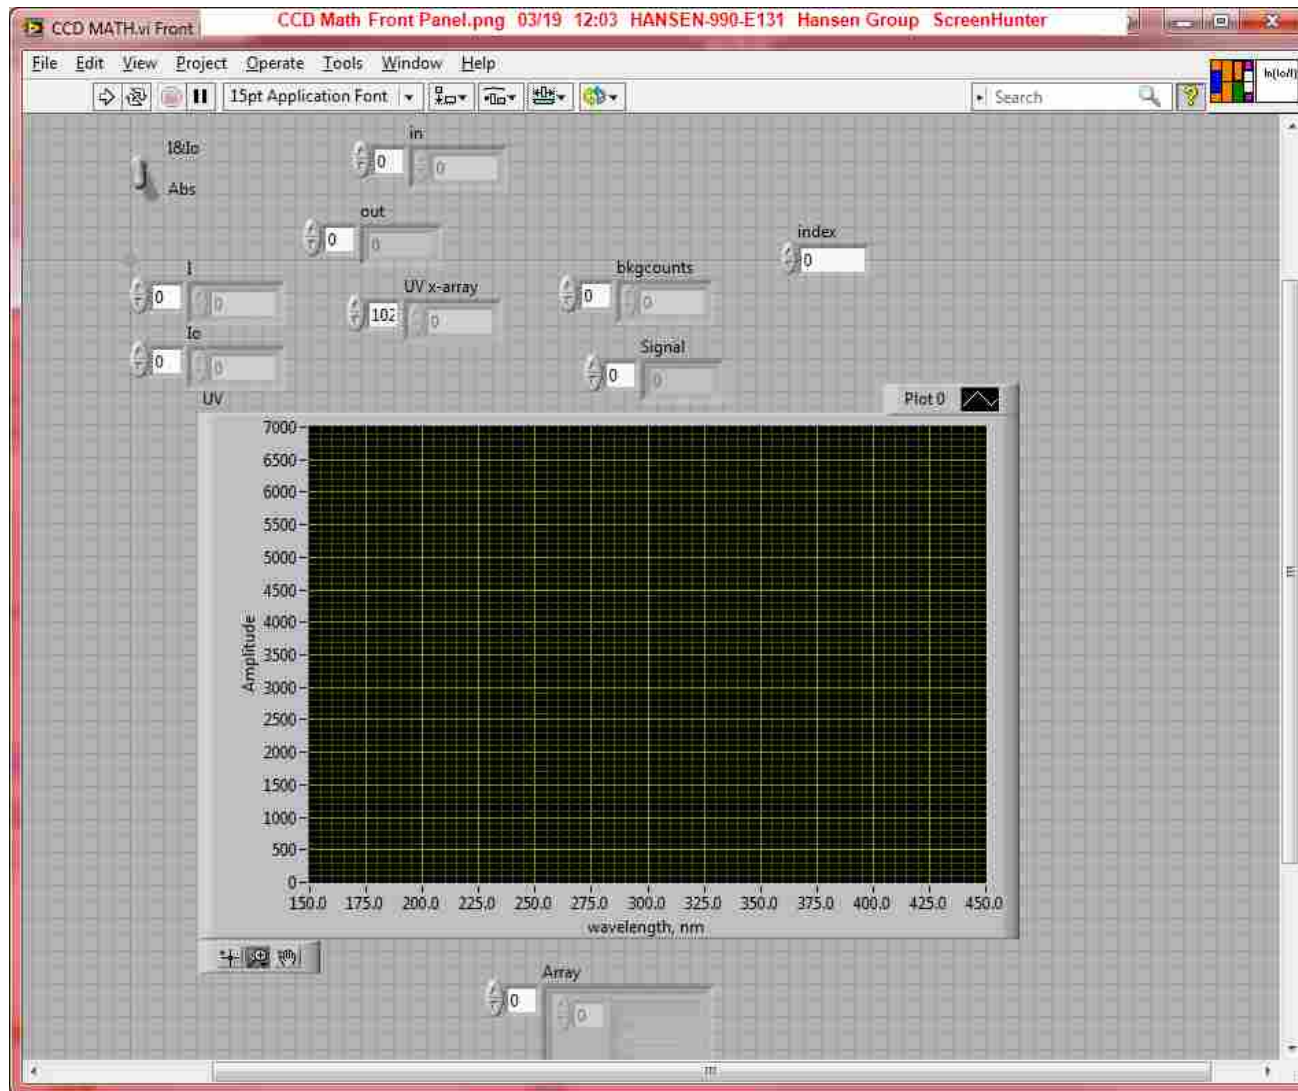 CCD Math Front Panel.png 03/19 12:03 HANSEN-990-E131 Hansen Group ScreenHunter
CCD MATH.vi Front
File Edit View Project Operate Tools Window Help
15pt Application Font Search
ln(Io/I)
I&Io
Abs
in
0 0
out
0 0
index
0
I
0 0
UV x-array
102 0
bkgcounts
0 0
Io
0 0
Signal
0 0
UV
Plot 0
7000
6500
6000
5500
5000
4500
4000
3500
3000
2500
2000
1500
1000
500
0
Amplitude
150.0 175.0 200.0 225.0 250.0 275.0 300.0 325.0 350.0 375.0 400.0 425.0 450.0
wavelength, nm
Array
0 0